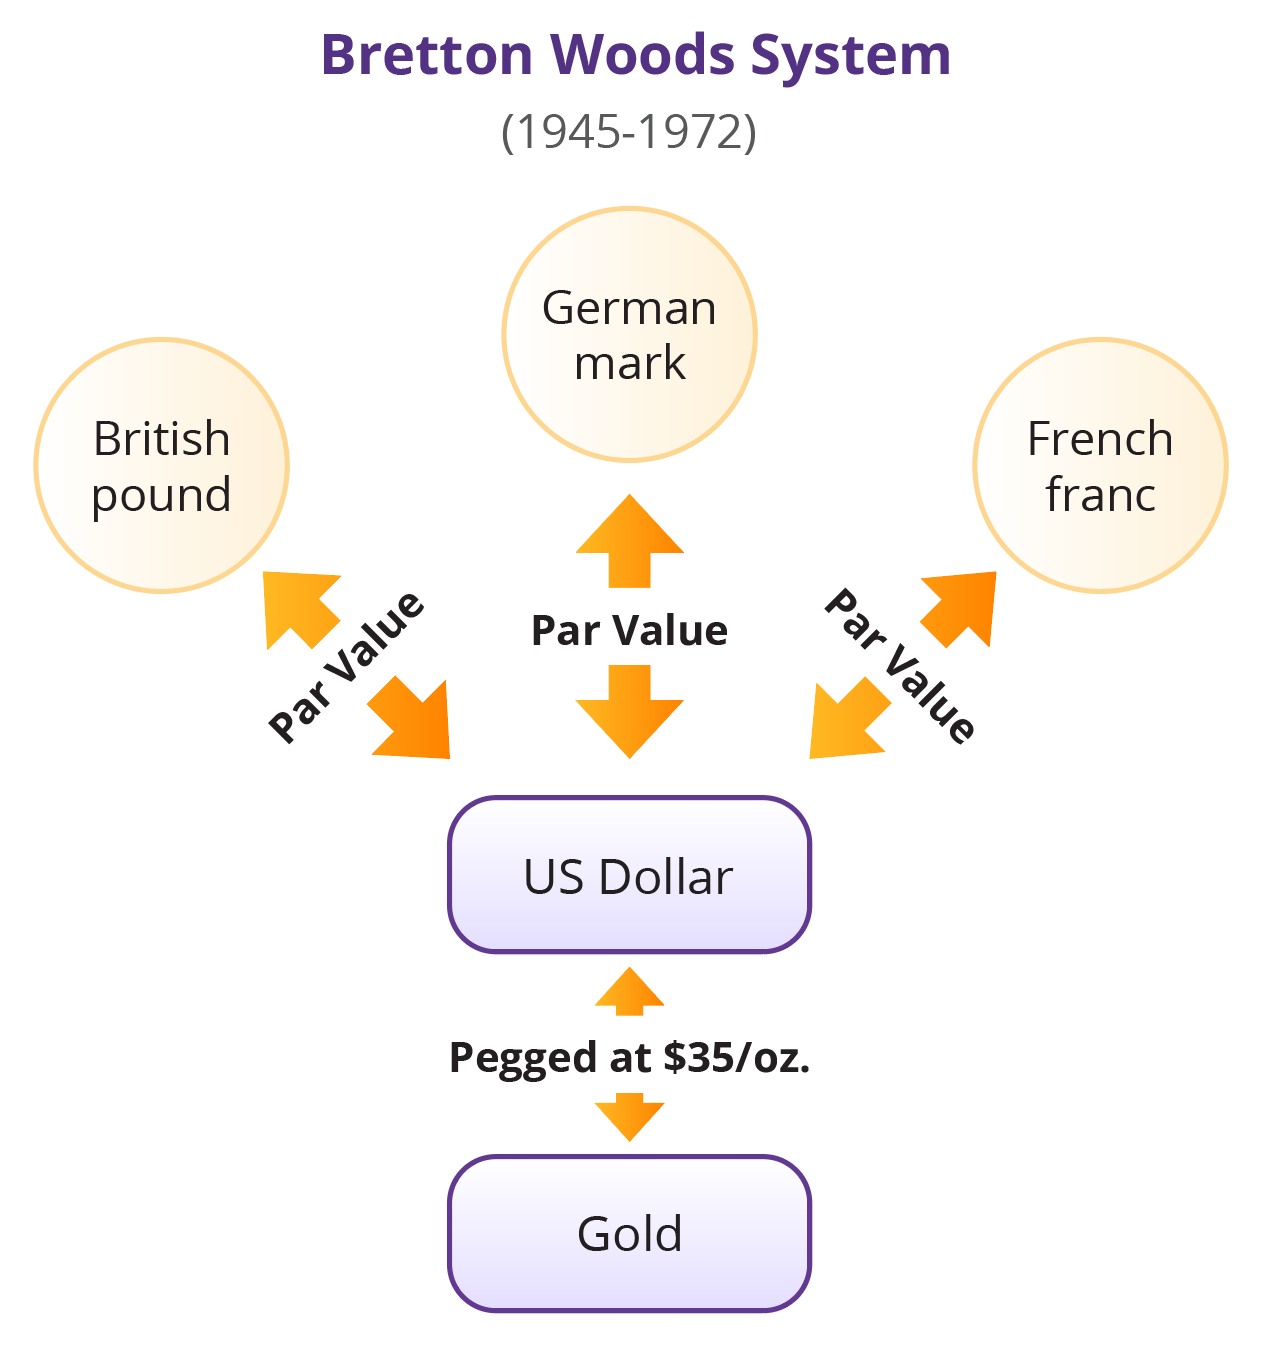 Bretton Woods System
(1945-1972)
German
mark
British
pound
French
franc
Par Value
Par Value
Par Value
US Dollar
Pegged at $35/oz.
Gold